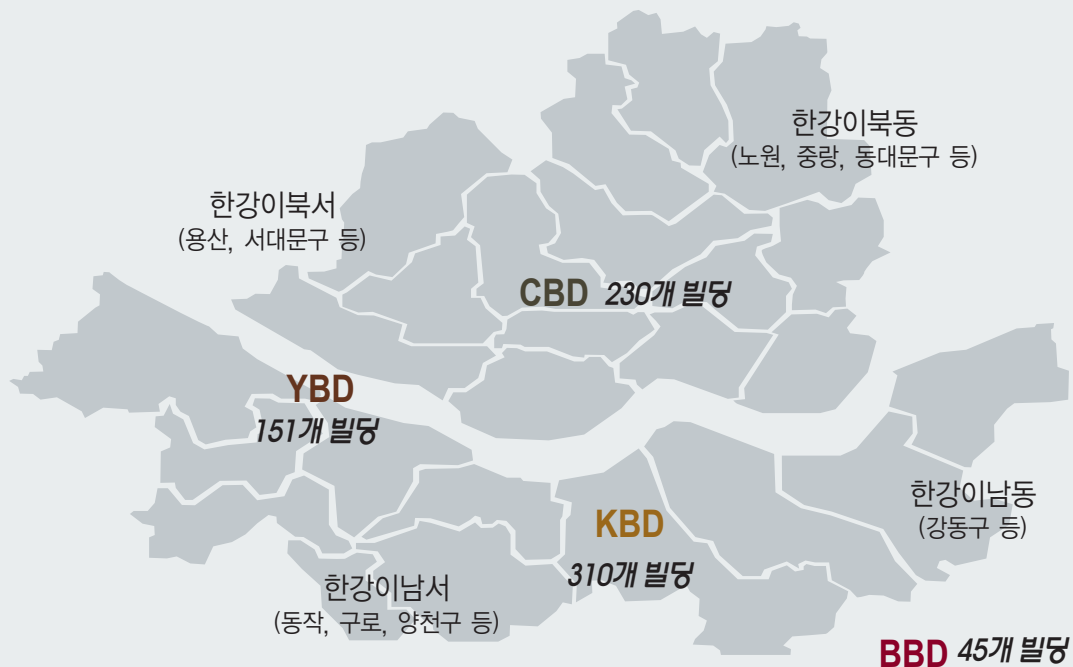 한강이북동
(노원, 중랑, 동대문구 등)
한강이북서
(용산, 서대문구 등)
CBD 230개 빌딩
YBD
151개 빌딩
한강이남동
(강동구 등)
KBD
310개 빌딩
한강이남서
(동작, 구로, 양천구 등)
BBD 45개 빌딩